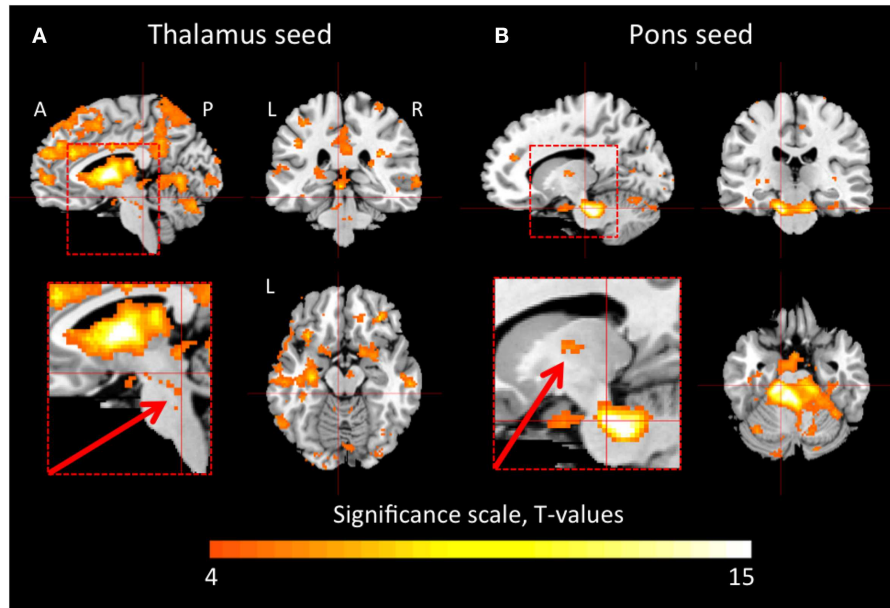 A Thalamus seed
B Pons seed
A
P
L
R
L
Significance scale, T-values
4
15